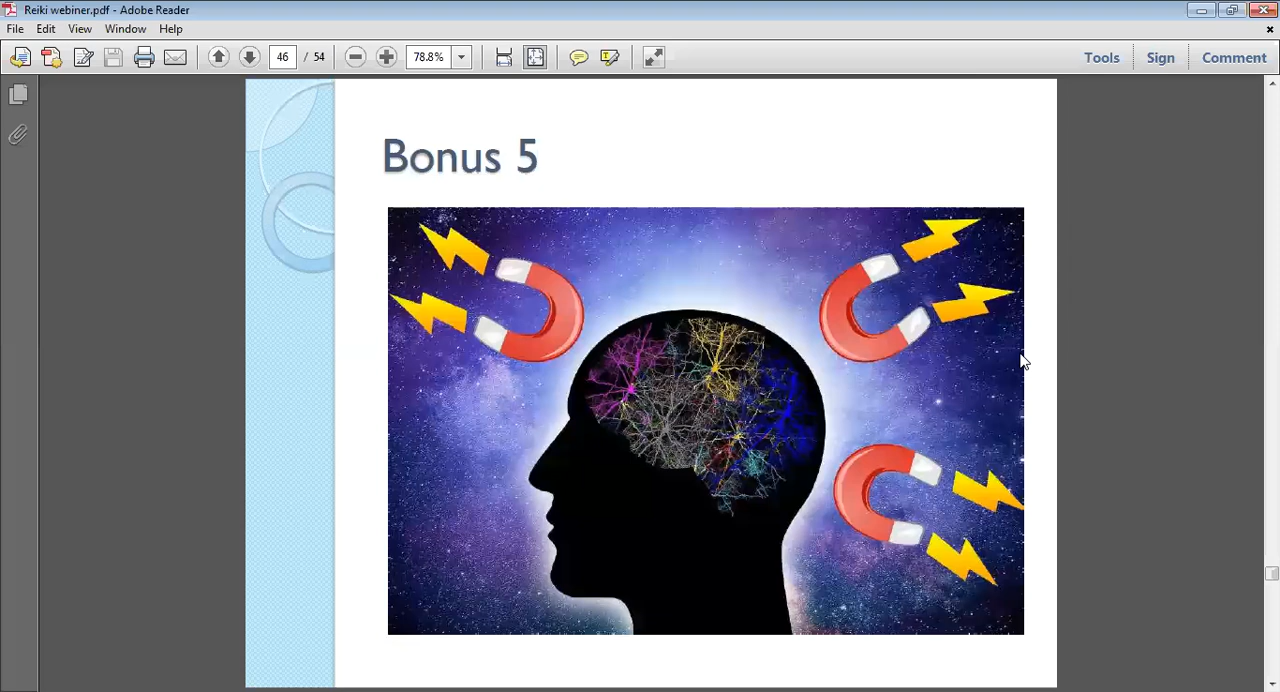 Reiki webiner.pdf - Adobe Reader
File Edit View Window Help
46 / 54 78.8% Tools Sign Comment
Bonus 5